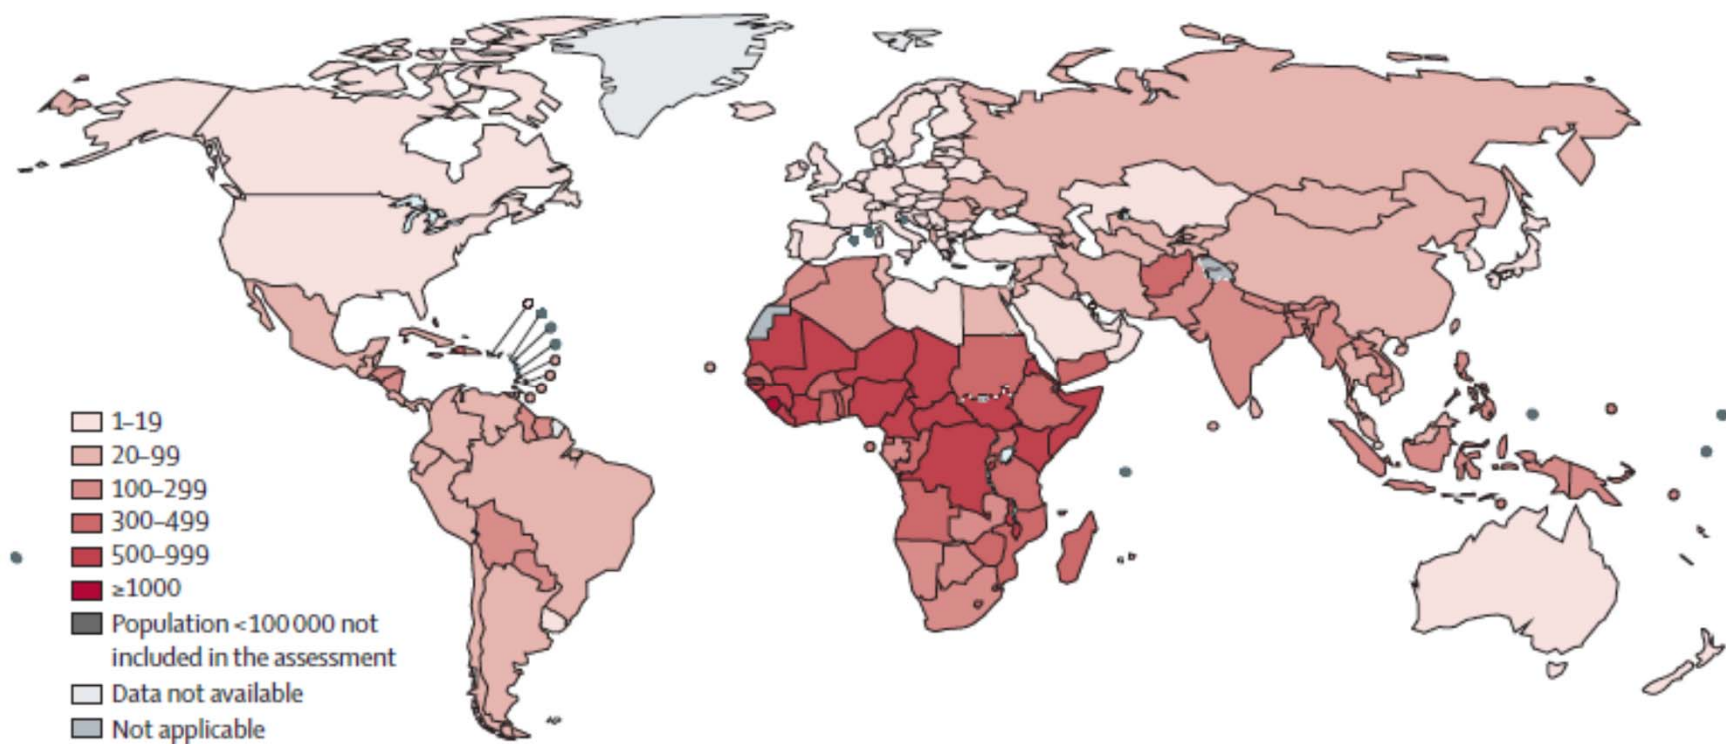 1–19
20–99
100–299
300–499
500–999
≥1000
Population <100 000 not
included in the assessment
Data not available
Not applicable